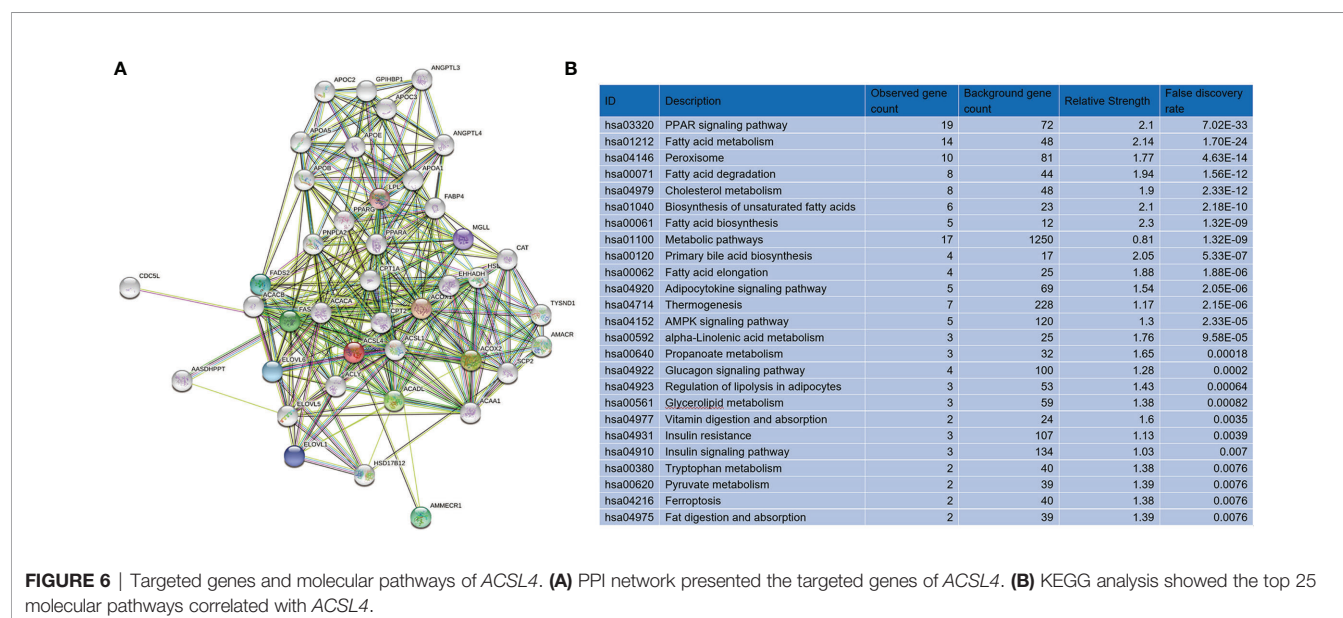 A
B
APOC2
GPIHBP1
ANGPTL3
APOC3
APOA5
APOE
ANGPTL4
APOB
APOA1
LPL
FABP4
PPARG
PNPLA2
PPARA
MGLL
CAT
CDC5L
FADS2
CPT1A
EHHADH
ACACB
ACACA
ACOX1
TYSND1
CPT2
ACSL4
ACSL1
AMACR
ELOVL6
ACOX2
SCP2
AASDHPPT
ACLY
ACADL
ELOVL5
ACAA1
ELOVL1
HSD17B12
AMMECR1
ID Description Observed gene count Background gene count Relative Strength False discovery rate
hsa03320 PPAR signaling pathway 19 72 2.1 7.02E-33
hsa01212 Fatty acid metabolism 14 48 2.14 1.70E-24
hsa04146 Peroxisome 10 81 1.77 4.63E-14
hsa00071 Fatty acid degradation 8 44 1.94 1.56E-12
hsa04979 Cholesterol metabolism 8 48 1.9 2.33E-12
hsa01040 Biosynthesis of unsaturated fatty acids 6 23 2.1 2.18E-10
hsa00061 Fatty acid biosynthesis 5 12 2.3 1.32E-09
hsa01100 Metabolic pathways 17 1250 0.81 1.32E-09
hsa00120 Primary bile acid biosynthesis 4 17 2.05 5.33E-07
hsa00062 Fatty acid elongation 4 25 1.88 1.88E-06
hsa04920 Adipocytokine signaling pathway 5 69 1.54 2.05E-06
hsa04714 Thermogenesis 7 228 1.17 2.15E-06
hsa04152 AMPK signaling pathway 5 120 1.3 2.33E-05
hsa00592 alpha-Linolenic acid metabolism 3 25 1.76 9.58E-05
hsa00640 Propanoate metabolism 3 32 1.65 0.00018
hsa04922 Glucagon signaling pathway 4 100 1.28 0.0002
hsa04923 Regulation of lipolysis in adipocytes 3 53 1.43 0.00064
hsa00561 Glycerolipid metabolism 3 59 1.38 0.00082
hsa04977 Vitamin digestion and absorption 2 24 1.6 0.0035
hsa04931 Insulin resistance 3 107 1.13 0.0039
hsa04910 Insulin signaling pathway 3 134 1.03 0.007
hsa00380 Tryptophan metabolism 2 40 1.38 0.0076
hsa00620 Pyruvate metabolism 2 39 1.39 0.0076
hsa04216 Ferroptosis 2 40 1.38 0.0076
hsa04975 Fat digestion and absorption 2 39 1.39 0.0076
FIGURE 6 | Targeted genes and molecular pathways of ACSL4. (A) PPI network presented the targeted genes of ACSL4. (B) KEGG analysis showed the top 25
molecular pathways correlated with ACSL4.